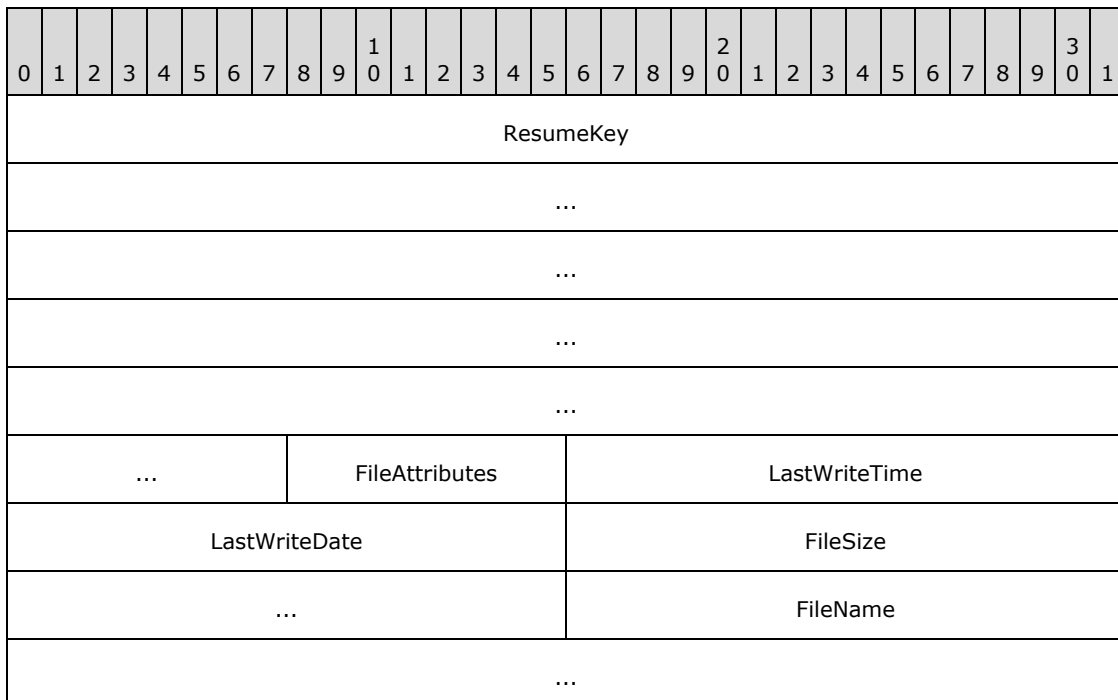 1 2 3
0 1 2 3 4 5 6 7 8 9 0 1 2 3 4 5 6 7 8 9 0 1 2 3 4 5 6 7 8 9 0 1
ResumeKey
...
...
...
...
... FileAttributes LastWriteTime
LastWriteDate FileSize
... FileName
...